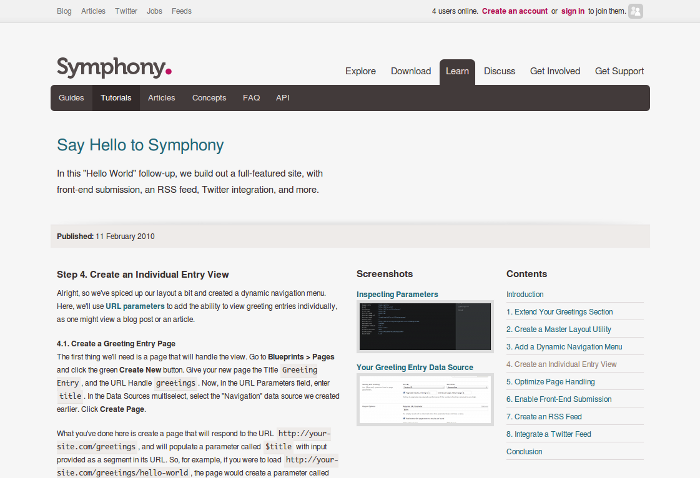 Blog Articles Twitter Jobs Feeds
4 users online. Create an account or sign in to join them.
Symphony.
Explore Download Learn Discuss Get Involved Get Support
Guides Tutorials Articles Concepts FAQ API
Say Hello to Symphony
In this "Hello World" follow-up, we build out a full-featured site, with
front-end submission, an RSS feed, Twitter integration, and more.
Published: 11 February 2010
Step 4. Create an Individual Entry View
Alright, so we've spiced up our layout a bit and created a dynamic navigation menu.
Here, we'll use URL parameters to add the ability to view greeting entries individually,
as one might view a blog post or an article.
4.1. Create a Greeting Entry Page
The first thing we'll need is a page that will handle the view. Go to Blueprints > Pages
and click the green Create New button. Give your new page the Title Greeting
Entry, and the URL Handle greetings. Now, in the URL Parameters field, enter
title. In the Data Sources multiselect, select the "Navigation" data source we created
earlier. Click Create Page.
What you've done here is create a page that will respond to the URL http://your-
site.com/greetings, and will populate a parameter called $title with input
provided as a segment in its URL. So, for example, if you were to load http://your-
site.com/greetings/hello-world, the page would create a parameter called
Screenshots
Inspecting Parameters
Your Greeting Entry Data Source
Contents
Introduction
1. Extend Your Greetings Section
2. Create a Master Layout Utility
3. Add a Dynamic Navigation Menu
4. Create an Individual Entry View
5. Optimize Page Handling
6. Enable Front-End Submission
7. Create an RSS Feed
8. Integrate a Twitter Feed
Conclusion